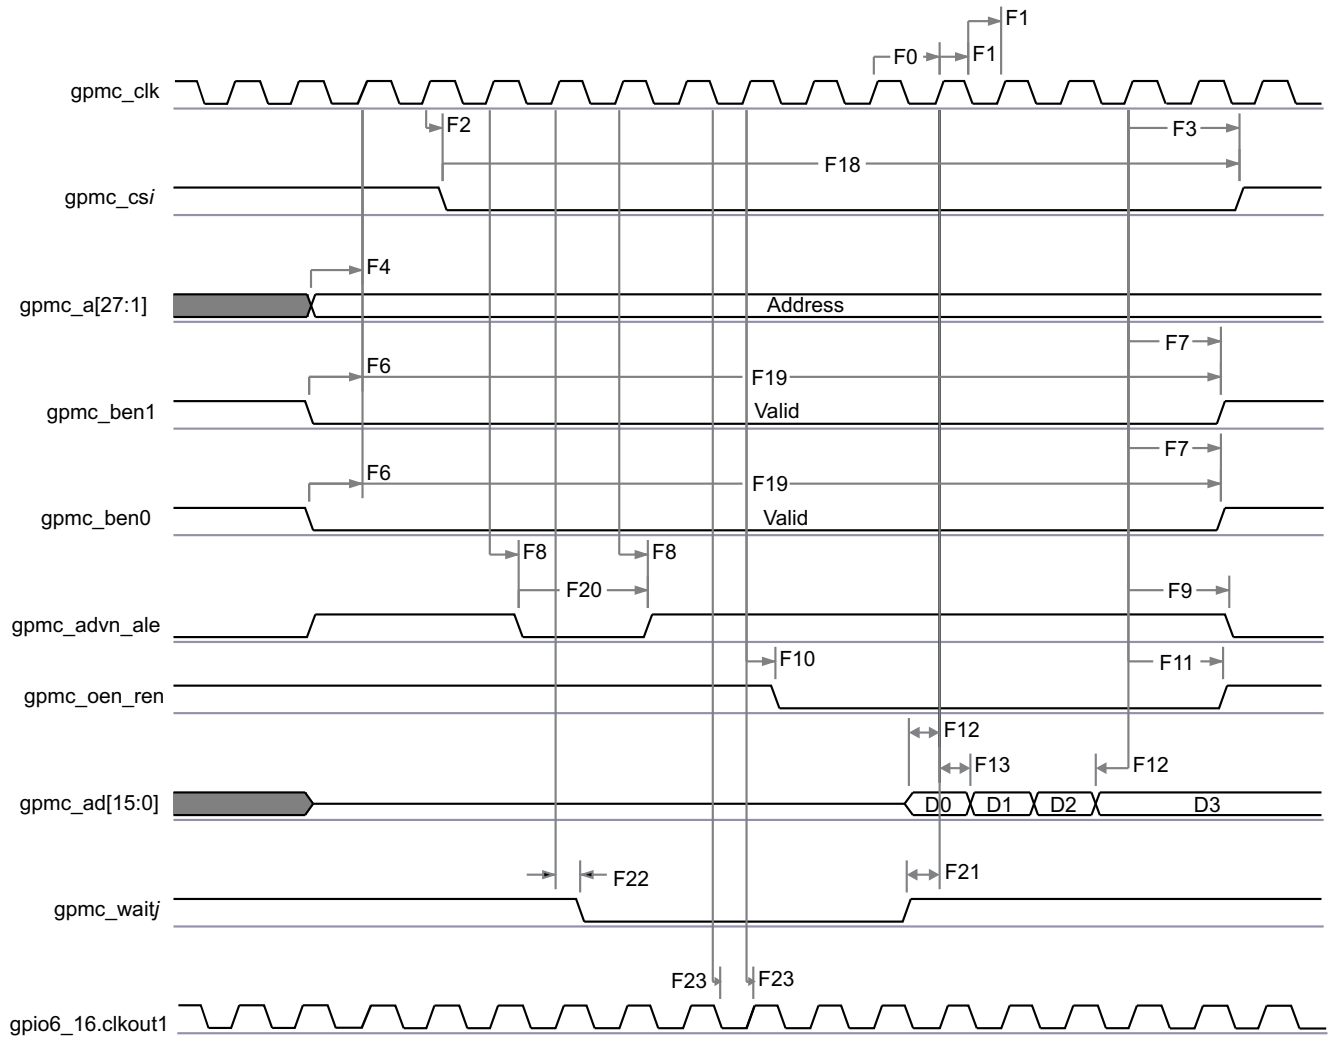 F1
F0
F1
gpmc_clk
F2
F3
F18
gpmc_csi
F4
gpmc_a[27:1]
Address
F7
F6
F19
gpmc_ben1
Valid
F7
F6
F19
gpmc_ben0
Valid
F8
F8
F20
F9
gpmc_advn_ale
F10
F11
gpmc_oen_ren
F12
F13
F12
gpmc_ad[15:0]
D0
D1
D2
D3
F22
F21
gpmc_waitj
F23
F23
gpio6_16.clkout1